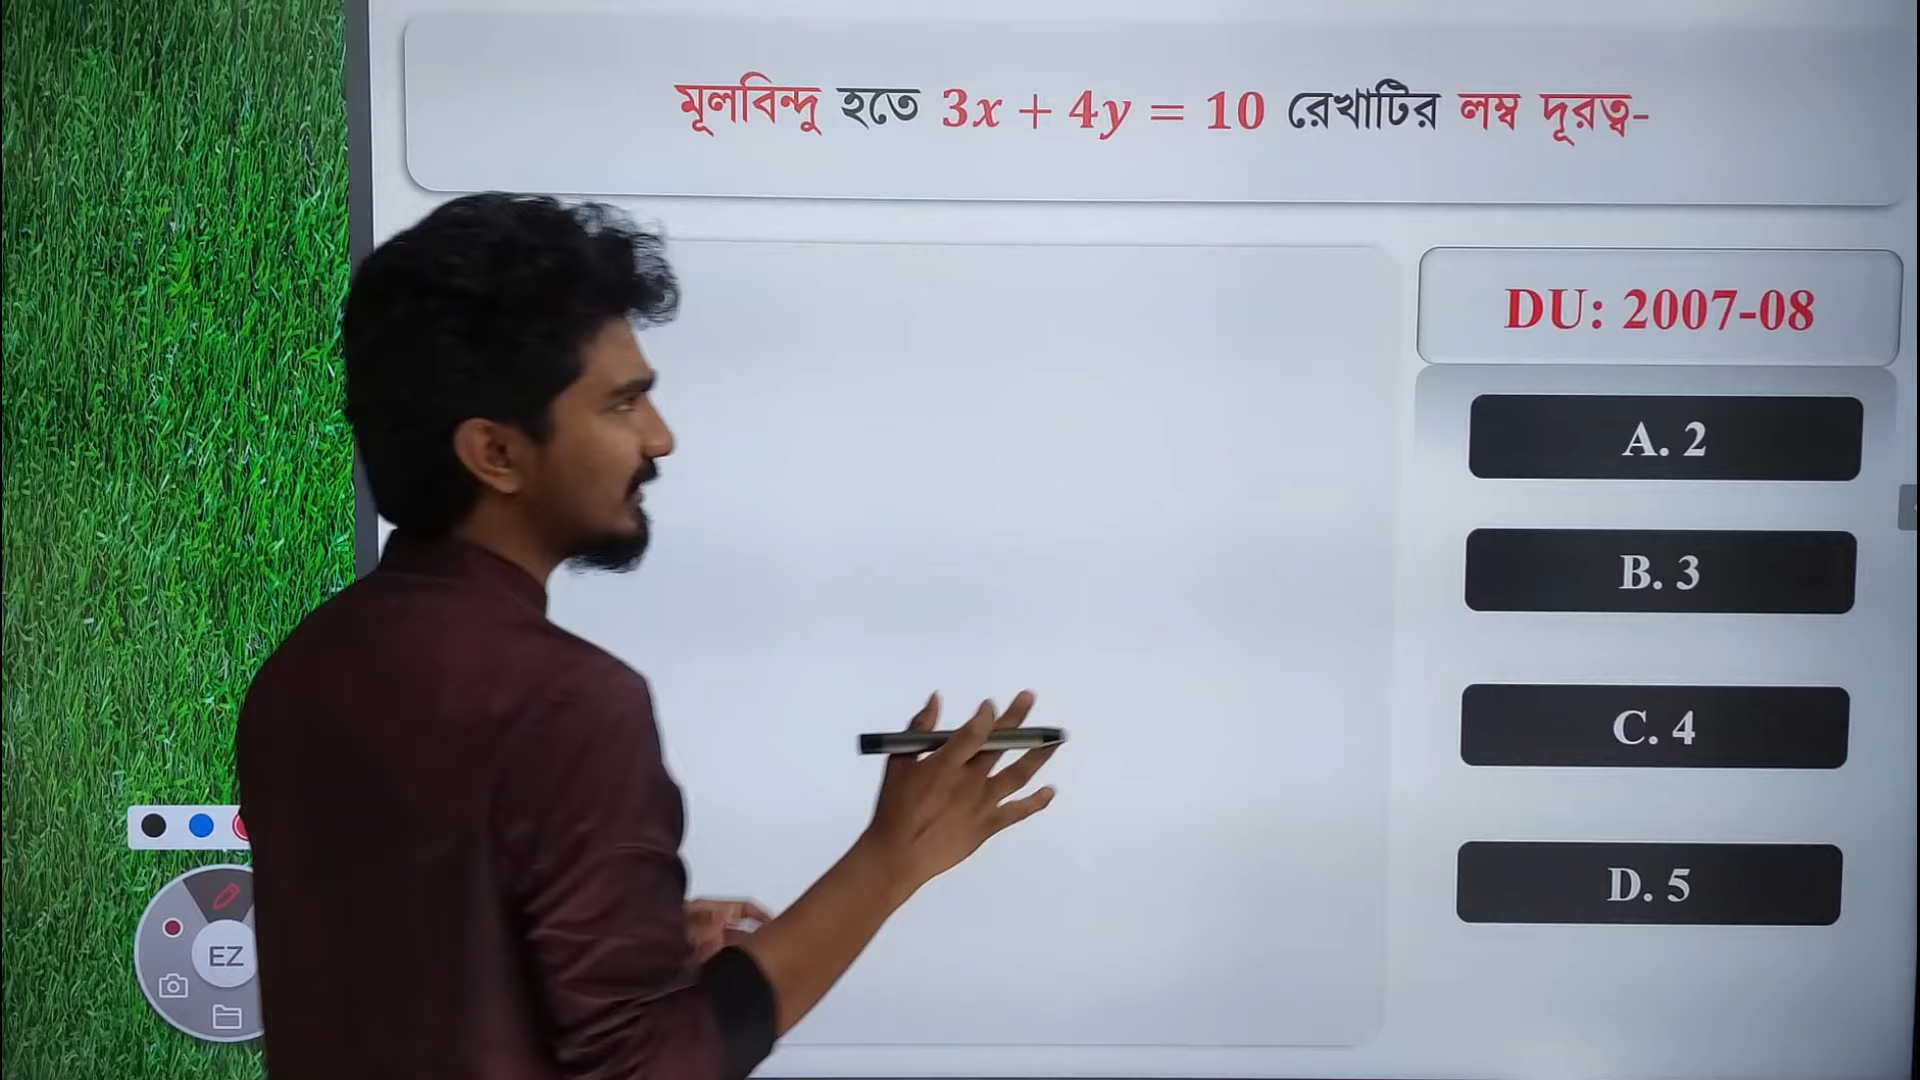 মূলবিন্দু হতে 3x + 4y = 10 রেখাটির লম্ব দূরত্ব-
DU: 2007-08
A. 2
B. 3
C. 4
D. 5
EZ